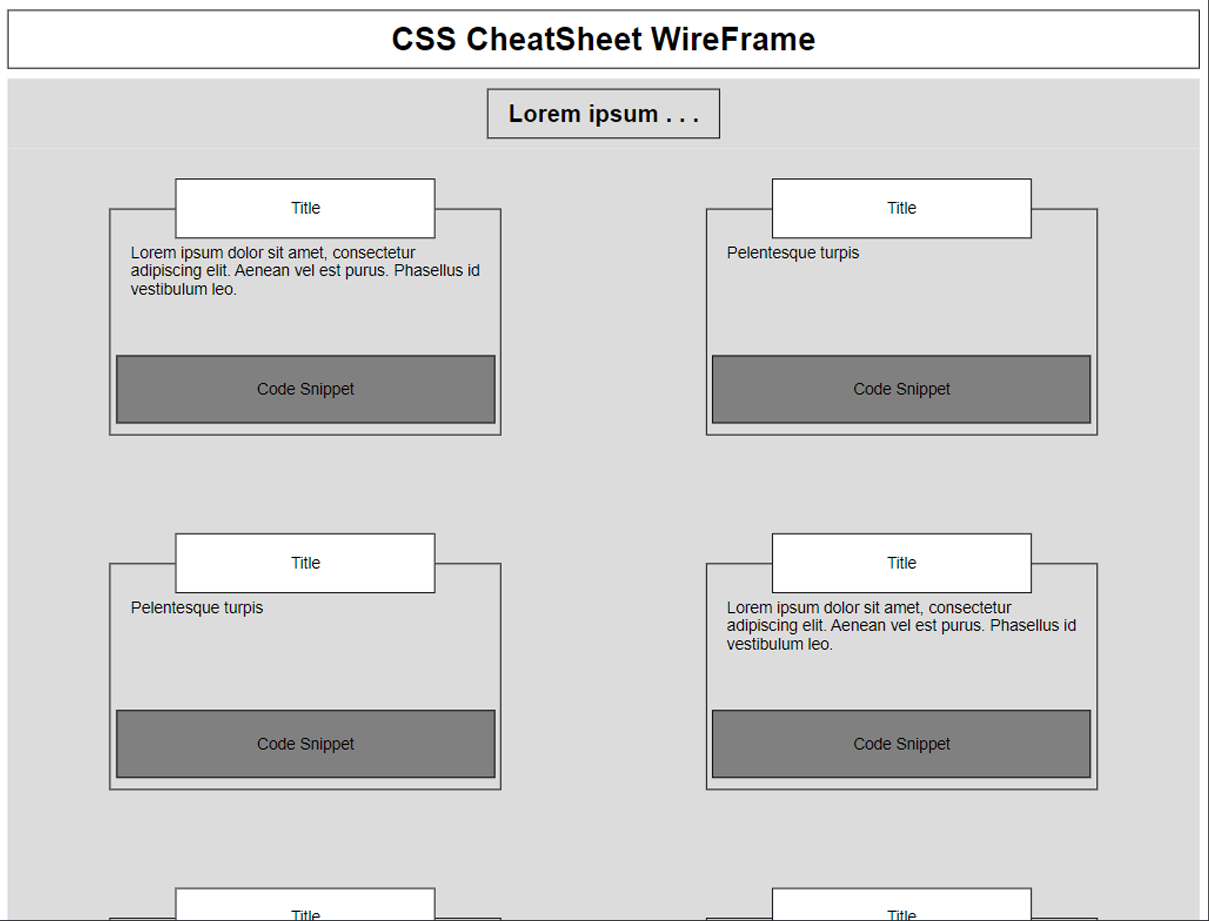 CSS CheatSheet WireFrame
Lorem ipsum . . .
Title
Lorem ipsum dolor sit amet, consectetur
adipiscing elit. Aenean vel est purus. Phasellus id
vestibulum leo.
Code Snippet
Title
Pelentesque turpis
Code Snippet
Title
Pelentesque turpis
Code Snippet
Title
Lorem ipsum dolor sit amet, consectetur
adipiscing elit. Aenean vel est purus. Phasellus id
vestibulum leo.
Code Snippet
Title
Title